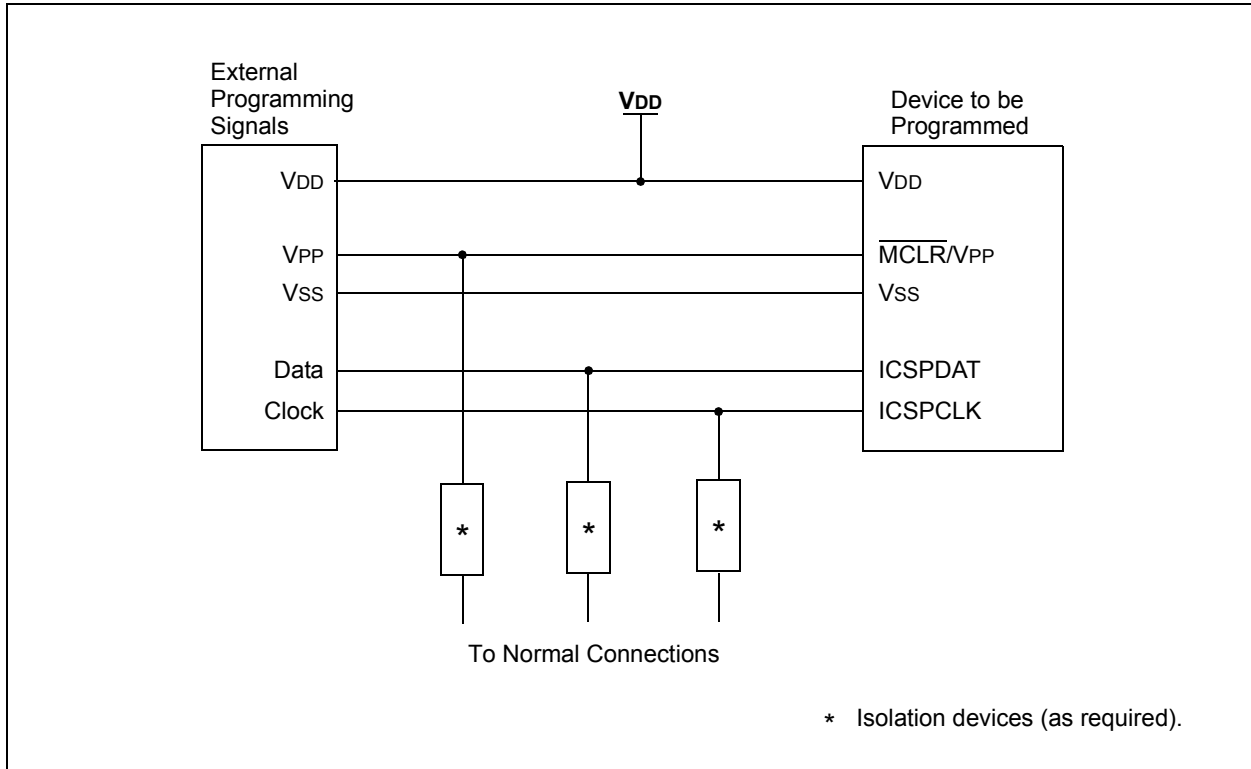 External
Programming
Signals
VDD
Device to be
Programmed
VDD
VDD
VPP
MCLR/VPP
VSS
VSS
Data
ICSPDAT
Clock
ICSPCLK
*
*
*
To Normal Connections
* Isolation devices (as required).